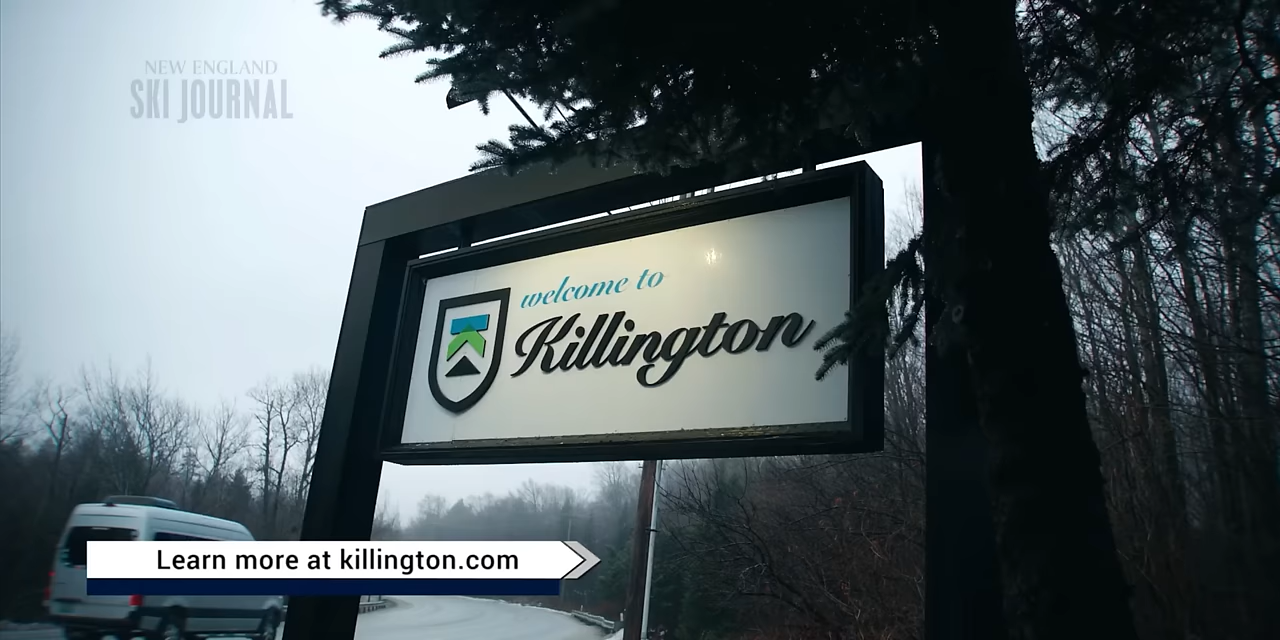 NEW ENGLAND
SKI JOURNAL
welcome to
Killington
Learn more at killington.com